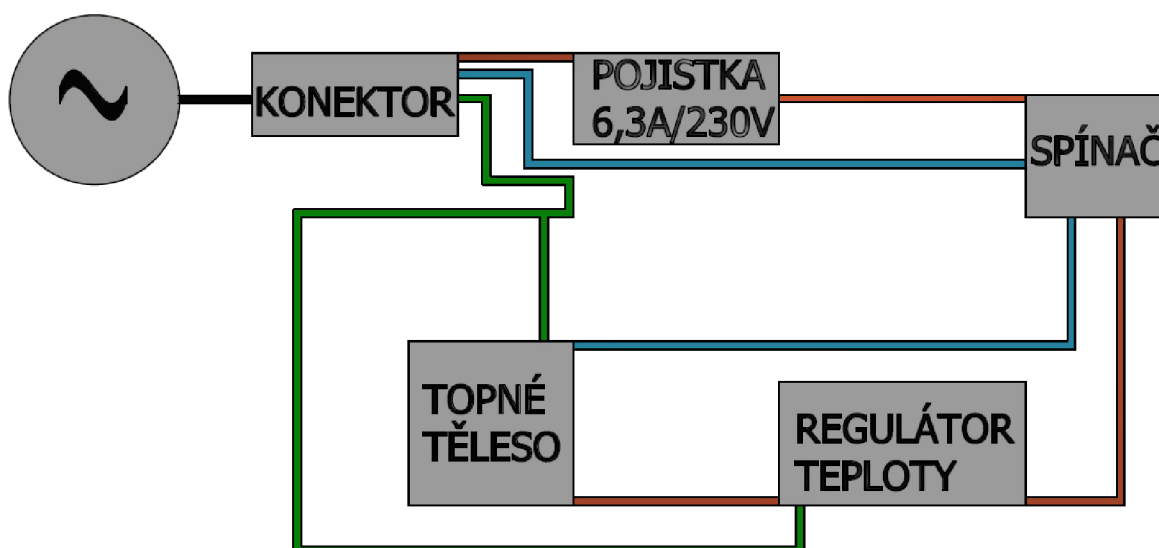 ~
KONEKTOR
POJISTKA
6,3A/230V
SPÍNAČ
TOPNÉ
TĚLESO
REGULÁTOR
TEPLOTY